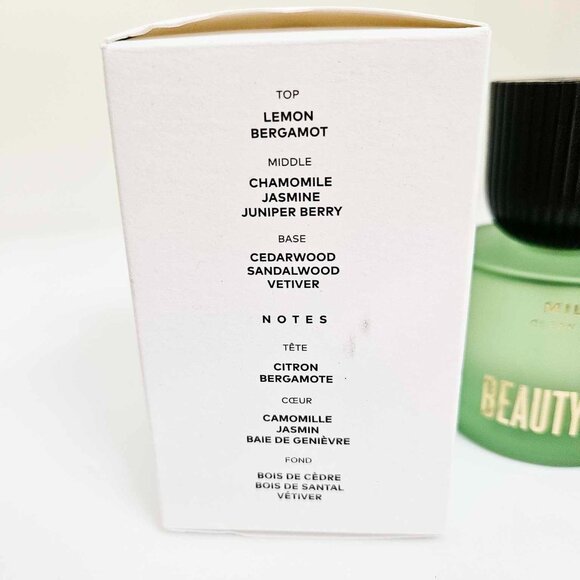 TOP
LEMON
BERGAMOT
MIDDLE
CHAMOMILE
JASMINE
JUNIPER BERRY
BASE
CEDARWOOD
SANDALWOOD
VETIVER
NOTES
TÊTE
CITRON
BERGAMOTE
CŒUR
CAMOMILLE
JASMIN
BAIE DE GENIÈVRE
FOND
BOIS DE CÈDRE
BOIS DE SANTAL
VÉTIVER
BEAUTY